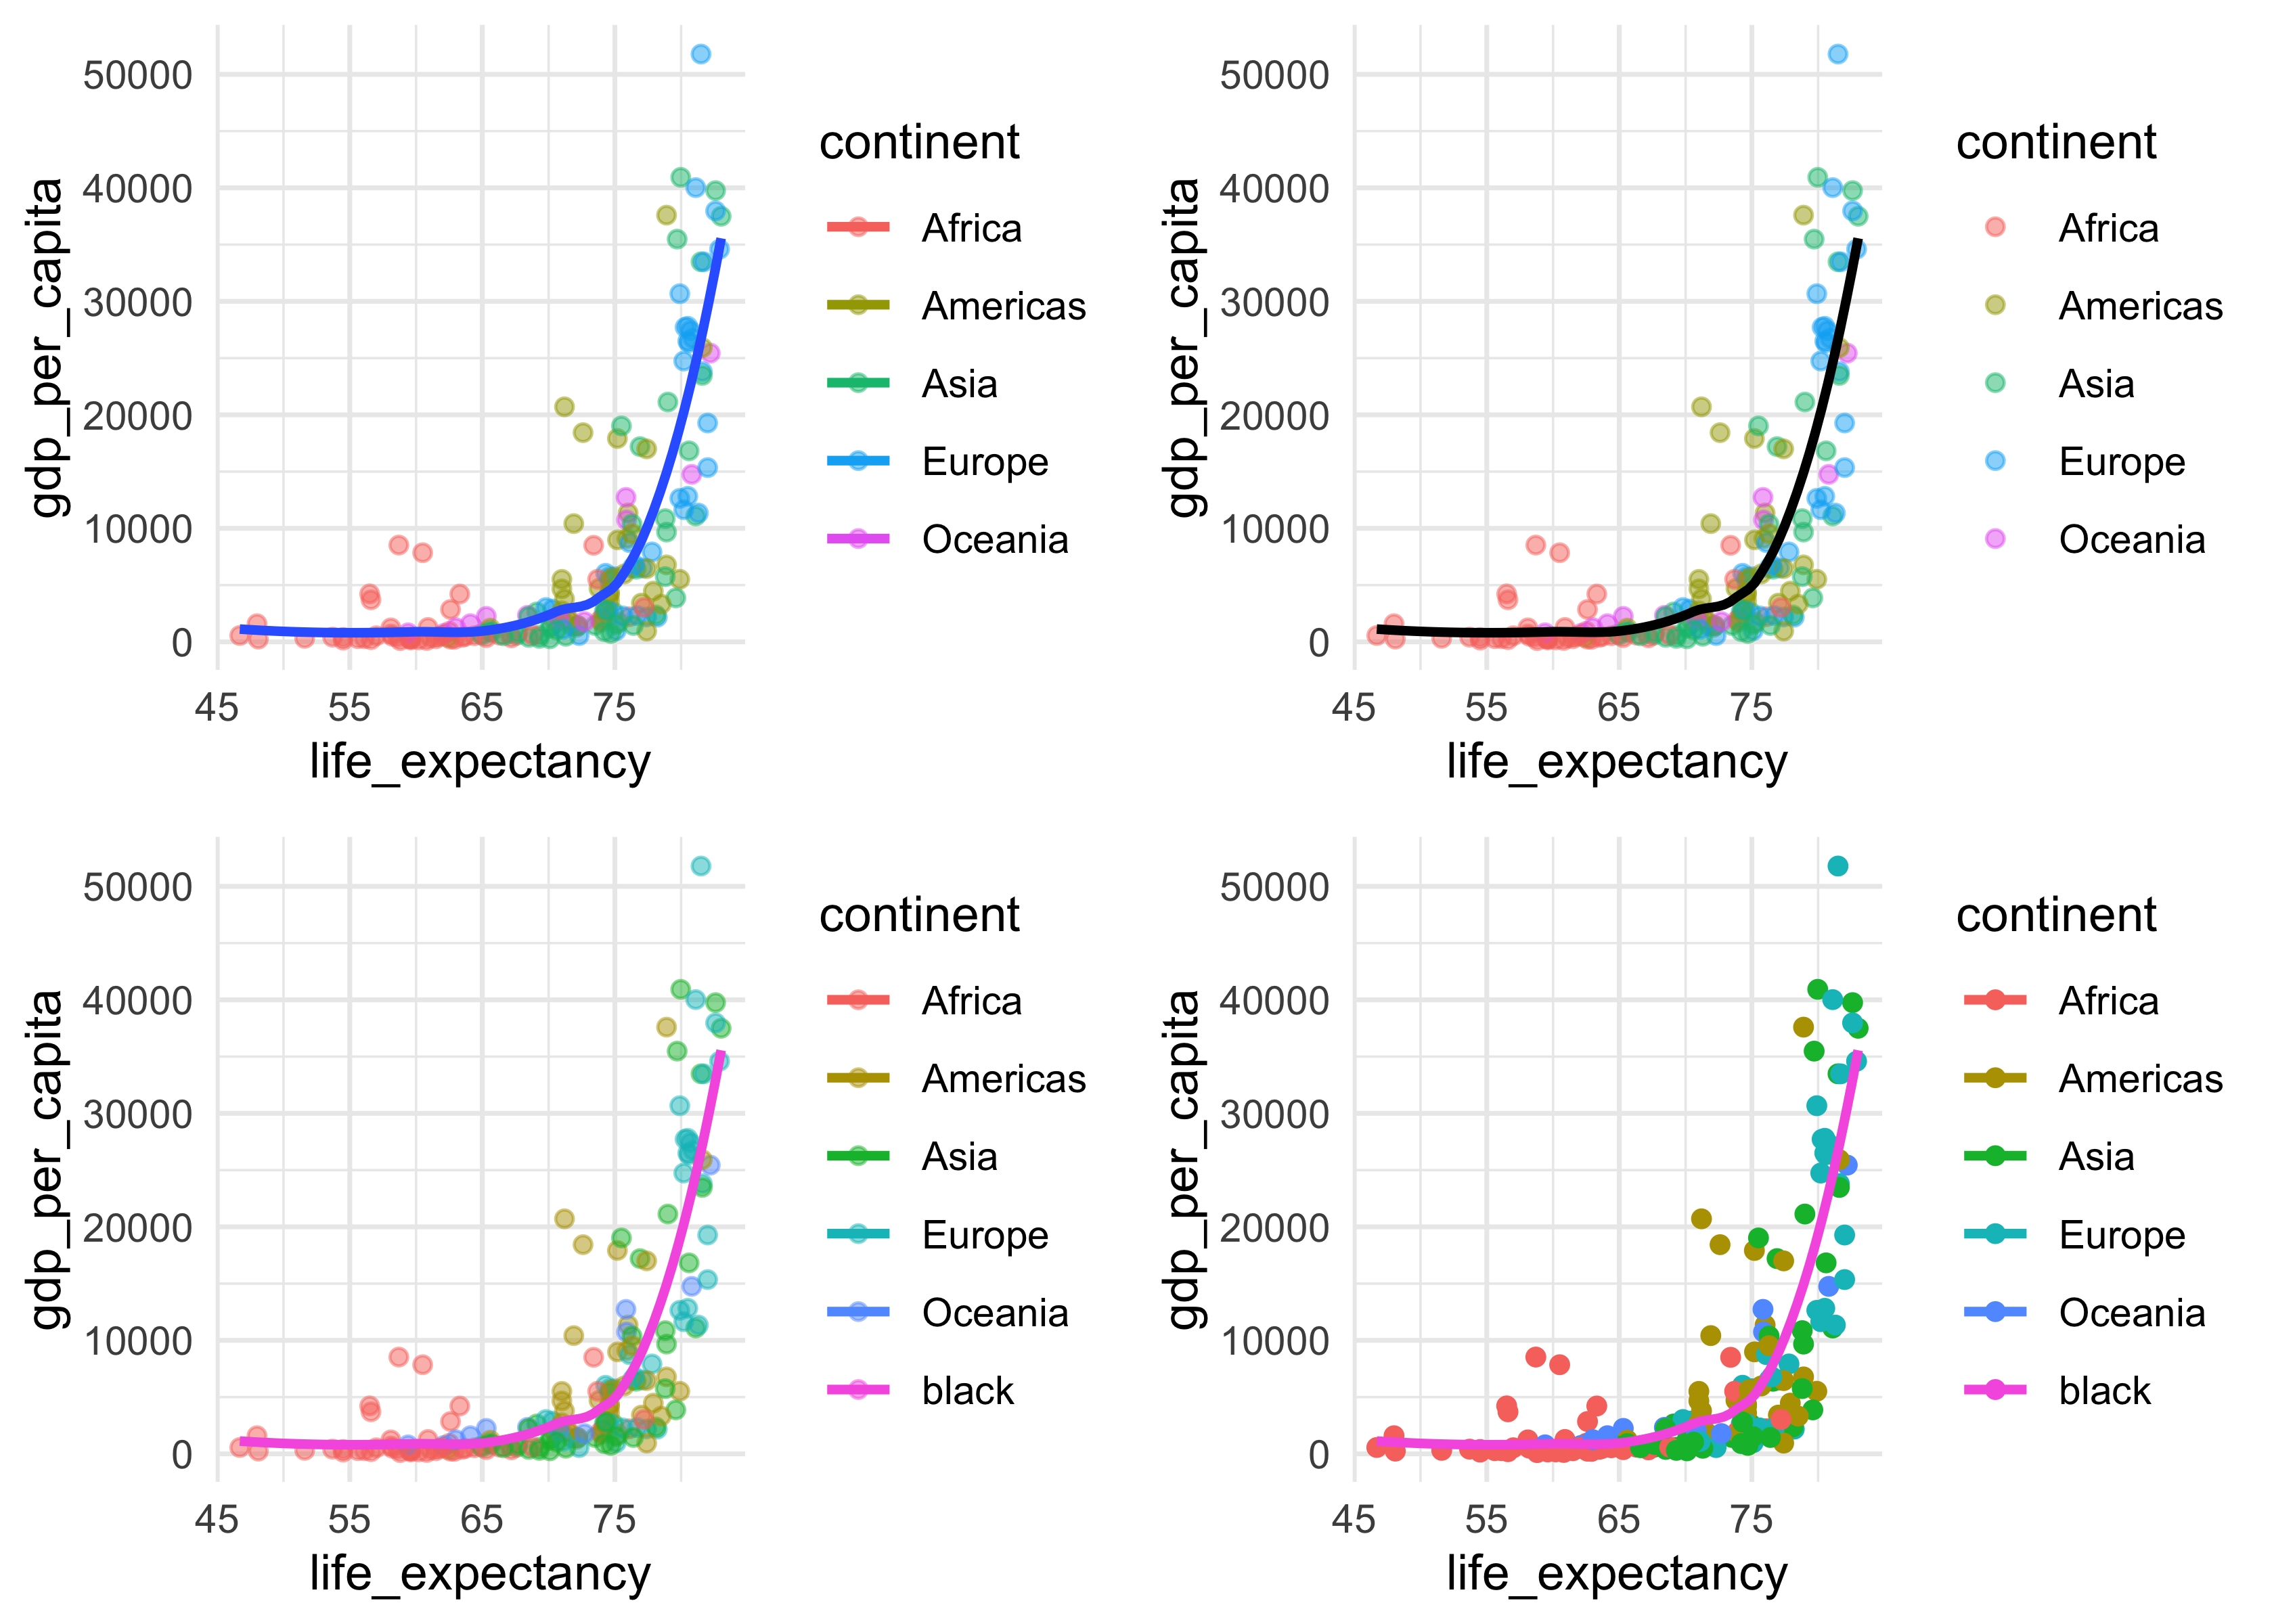 gdp_per_capita
50000
40000
30000
20000
10000
0
45 55 65 75
life_expectancy
continent
Africa
Americas
Asia
Europe
Oceania
gdp_per_capita
50000
40000
30000
20000
10000
0
45 55 65 75
life_expectancy
continent
Africa
Americas
Asia
Europe
Oceania
gdp_per_capita
50000
40000
30000
20000
10000
0
45 55 65 75
life_expectancy
continent
Africa
Americas
Asia
Europe
Oceania
black
gdp_per_capita
50000
40000
30000
20000
10000
0
45 55 65 75
life_expectancy
continent
Africa
Americas
Asia
Europe
Oceania
black